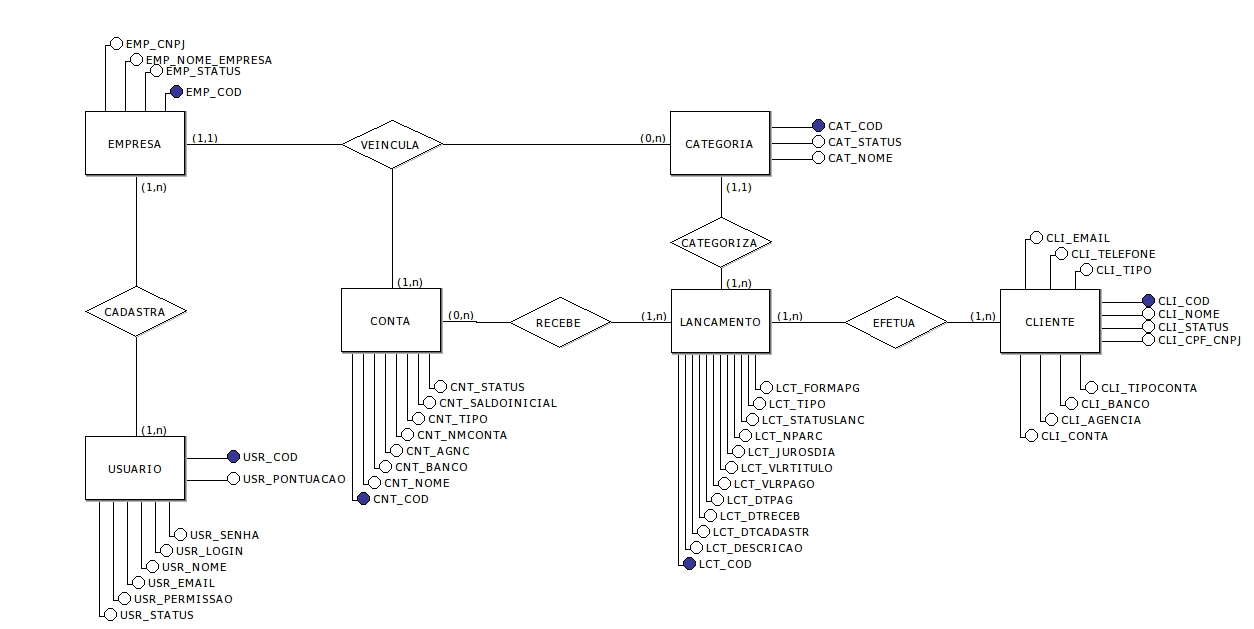 EMP_CNPJ
EMP_NOME_EMPRESA
EMP_STATUS
EMP_COD
EMPRESA
(1,1)
VEINCULA
(0,n)
CATEGORIA
CAT_COD
CAT_STATUS
CAT_NOME
(1,n)
(1,1)
CATEGORIZA
CLI_EMAIL
CLI_TELEFONE
CLI_TIPO
(1,n)
(1,n)
CADASTRA
CONTA
(0,n)
RECEBE
(1,n)
LANCAMENTO
(1,n)
EFETUA
(1,n)
CLIENTE
CLI_COD
CLI_NOME
CLI_STATUS
CLI_CPF_CNPJ
CNT_STATUS
CNT_SALDOINICIAL
CNT_TIPO
CNT_NMCONTA
CNT_AGNC
CNT_BANCO
CNT_NOME
CNT_COD
LCT_FORMAPG
LCT_TIPO
LCT_STATUSLANC
LCT_NPARC
LCT_JUROSDIA
LCT_VLRTITULO
LCT_VLRPAGO
LCT_DTPAG
LCT_DTRECEB
LCT_DTCADASTR
LCT_DESCRICAO
LCT_COD
CLI_TIPOCONTA
CLI_BANCO
CLI_AGENCIA
CLI_CONTA
(1,n)
USUARIO
USR_COD
USR_PONTUACAO
USR_SENHA
USR_LOGIN
USR_NOME
USR_EMAIL
USR_PERMISSAO
USR_STATUS